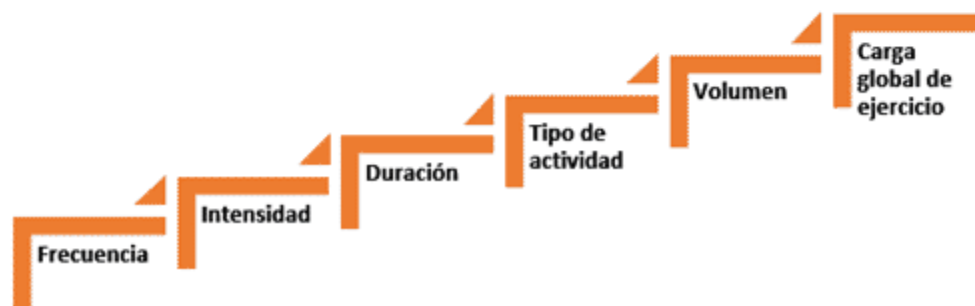 Frecuencia
Intensidad
Duración
Tipo de
actividad
Volumen
Carga
global de
ejercicio